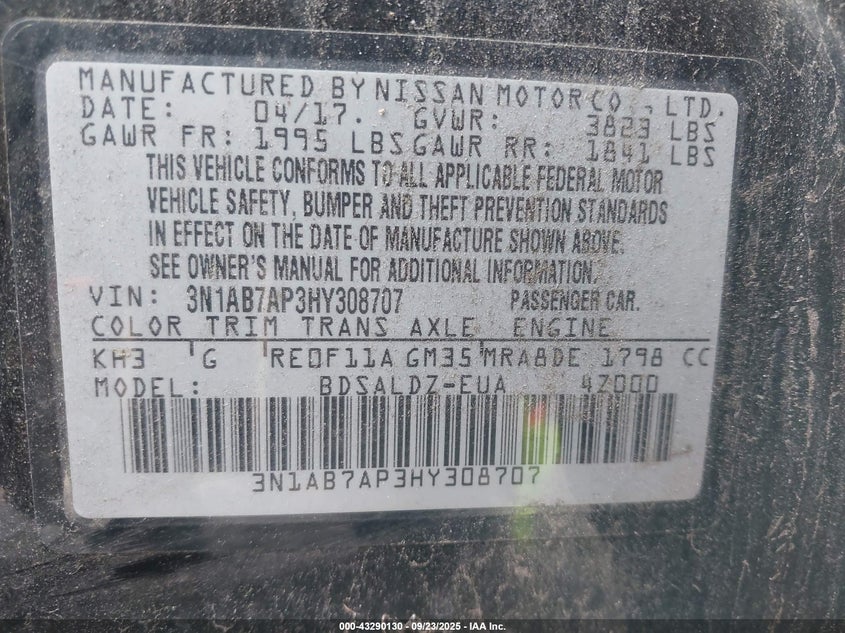 MANUFACTURED BY NISSAN MOTOR CO., LTD.
DATE: 04/17. GVWR: 3823 LBS
GAWR FR: 1995 LBS GAWR RR: 1841 LBS
THIS VEHICLE CONFORMS TO ALL APPLICABLE FEDERAL MOTOR
VEHICLE SAFETY, BUMPER AND THEFT PREVENTION STANDARDS
IN EFFECT ON THE DATE OF MANUFACTURE SHOWN ABOVE.
SEE OWNER'S MANUAL FOR ADDITIONAL INFORMATION.
VIN: 3N1AB7AP3HY308707 PASSENGER CAR.
COLOR TRIM TRANS AXLE ENGINE
KH3 G RE0F11A GM35 MRA8DE 1798 CC
MODEL: BDSALDZ-EUA 4Z000
3N1AB7AP3HY308707
000-43290130 - 09/23/2025 - IAA Inc.